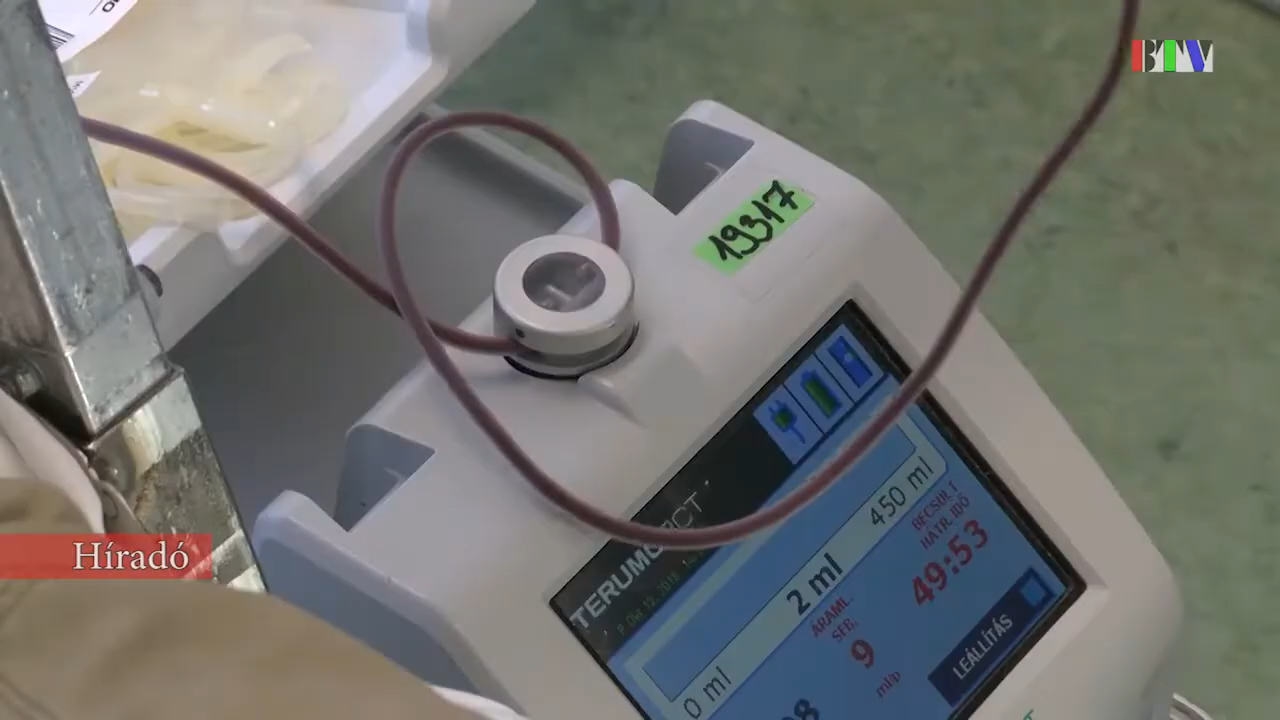 BTV
19317
TERUMOBCT
450 ml
BECSÜLT
HÁTR. IDŐ
49:53
2 ml
ÁRAML.
SEB.
9
ml/p
LEÁLLÍTÁS
0 ml
Híradó